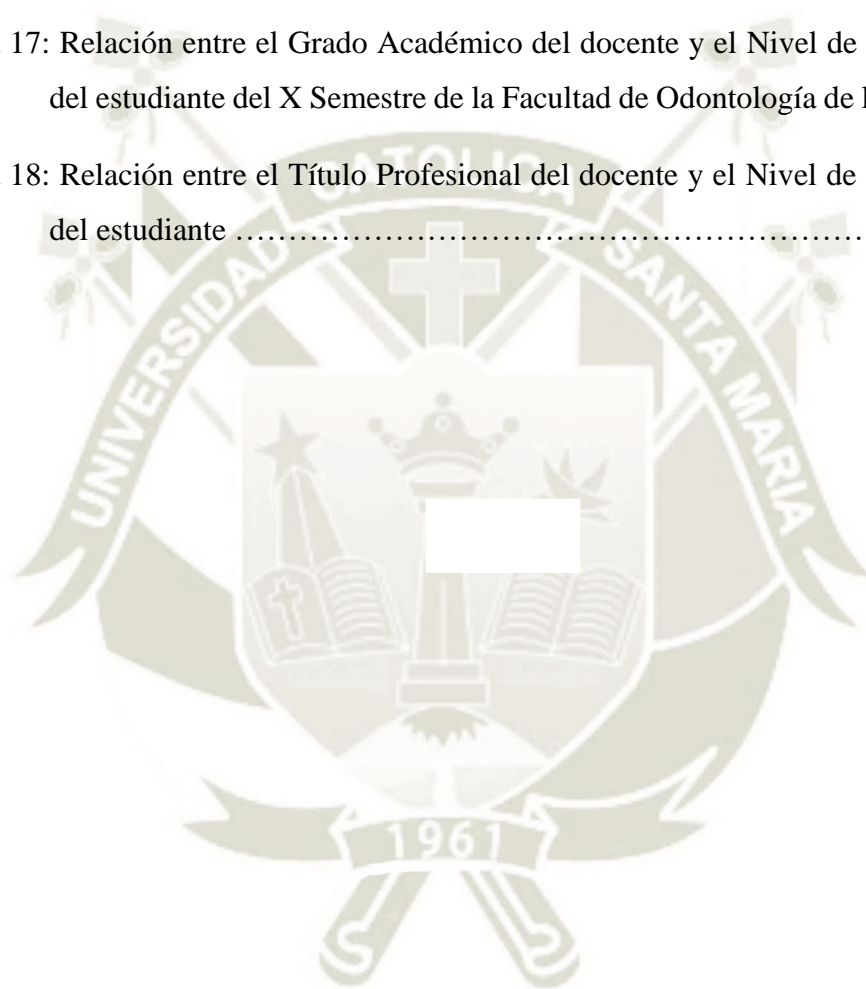 17: Relación entre el Grado Académico del docente y el Nivel de
del estudiante del X Semestre de la Facultad de Odontología de
18: Relación entre el Título Profesional del docente y el Nivel de
del estudiante ……………………………………………………
UNIVERSIDAD CATOLICA SANTA MARIA
1961